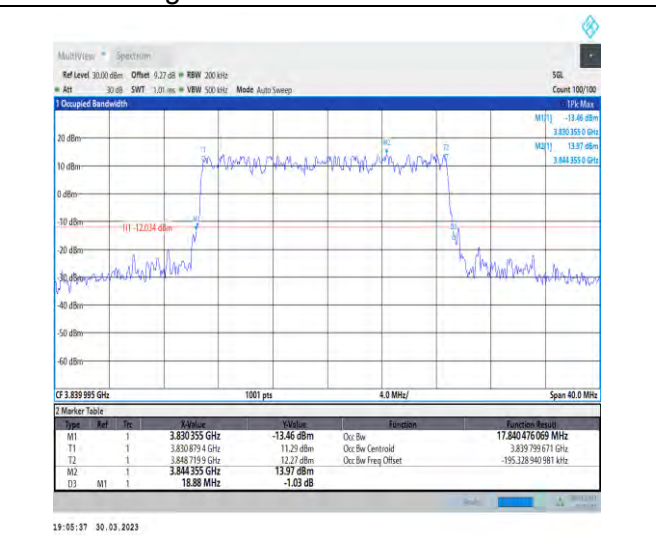 MultiView Spectrum
Ref Level 30.00 dBm Offset 9.27 dB RBW 200 kHz SGL
Att 30 dB SWT 1.01 ms VBW 500 kHz Mode Auto Sweep Count 100/100
1 Occupied Bandwidth 1Pk Max
M1[1] -13.46 dBm
3.830 355 0 GHz
20 dBm M2[1] 13.97 dBm
3.844 355 0 GHz
T1 M2 T2
10 dBm
0 dBm
-10 dBm
H1 -12.034 dBm M1
-20 dBm
-30 dBm
-40 dBm
-50 dBm
-60 dBm
CF 3.839 995 GHz 1001 pts 4.0 MHz/ Span 40.0 MHz
2 Marker Table
Type Ref Trc X-Value Y-Value Function Function Result
M1 1 3.830 355 GHz -13.46 dBm Occ Bw 17.840 476 069 MHz
T1 1 3.830 879 4 GHz 11.29 dBm Occ Bw Centroid 3.839 799 671 GHz
T2 1 3.848 719 9 GHz 12.27 dBm Occ Bw Freq Offset -195.328 940 981 kHz
M2 1 3.844 355 GHz 13.97 dBm
D3 M1 1 18.88 MHz -1.03 dB
19:05:37 30.03.2023